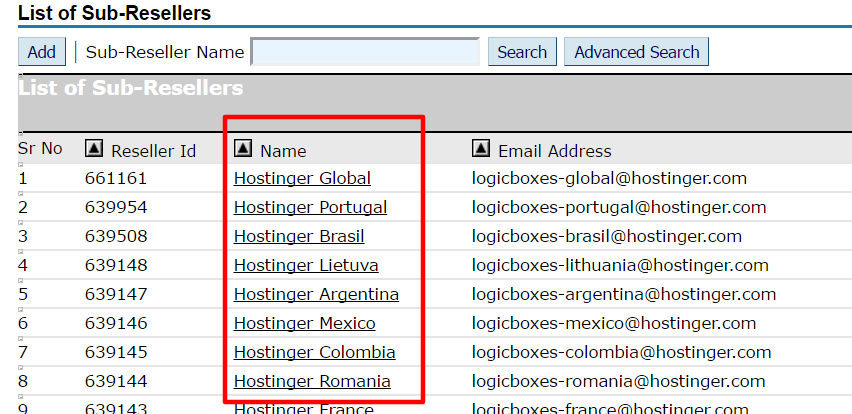 List of Sub-Resellers
Add Sub-Reseller Name Search Advanced Search
List of Sub-Resellers
Sr No Reseller Id Name Email Address
1 661161 Hostinger Global logicboxes-global@hostinger.com
2 639954 Hostinger Portugal logicboxes-portugal@hostinger.com
3 639508 Hostinger Brasil logicboxes-brasil@hostinger.com
4 639148 Hostinger Lietuva logicboxes-lithuania@hostinger.com
5 639147 Hostinger Argentina logicboxes-argentina@hostinger.com
6 639146 Hostinger Mexico logicboxes-mexico@hostinger.com
7 639145 Hostinger Colombia logicboxes-colombia@hostinger.com
8 639144 Hostinger Romania logicboxes-romania@hostinger.com
9 639143 Hostinger France logicboxes-france@hostinger.com